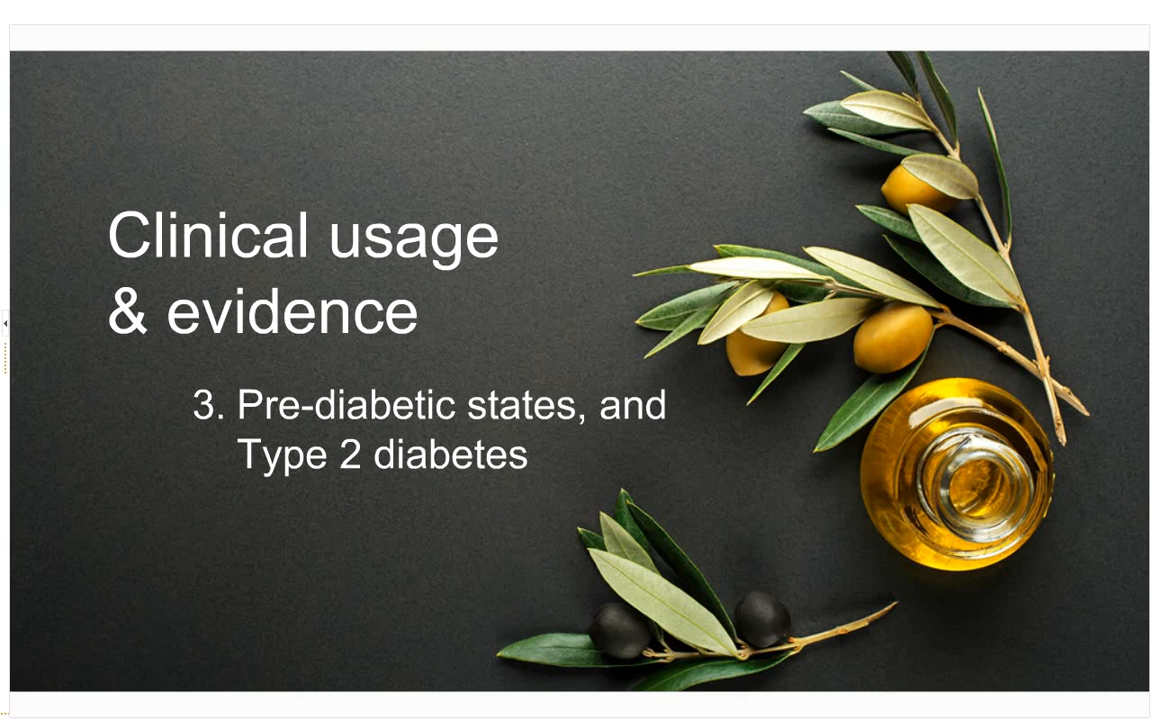 Clinical usage
& evidence
3. Pre-diabetic states, and
Type 2 diabetes